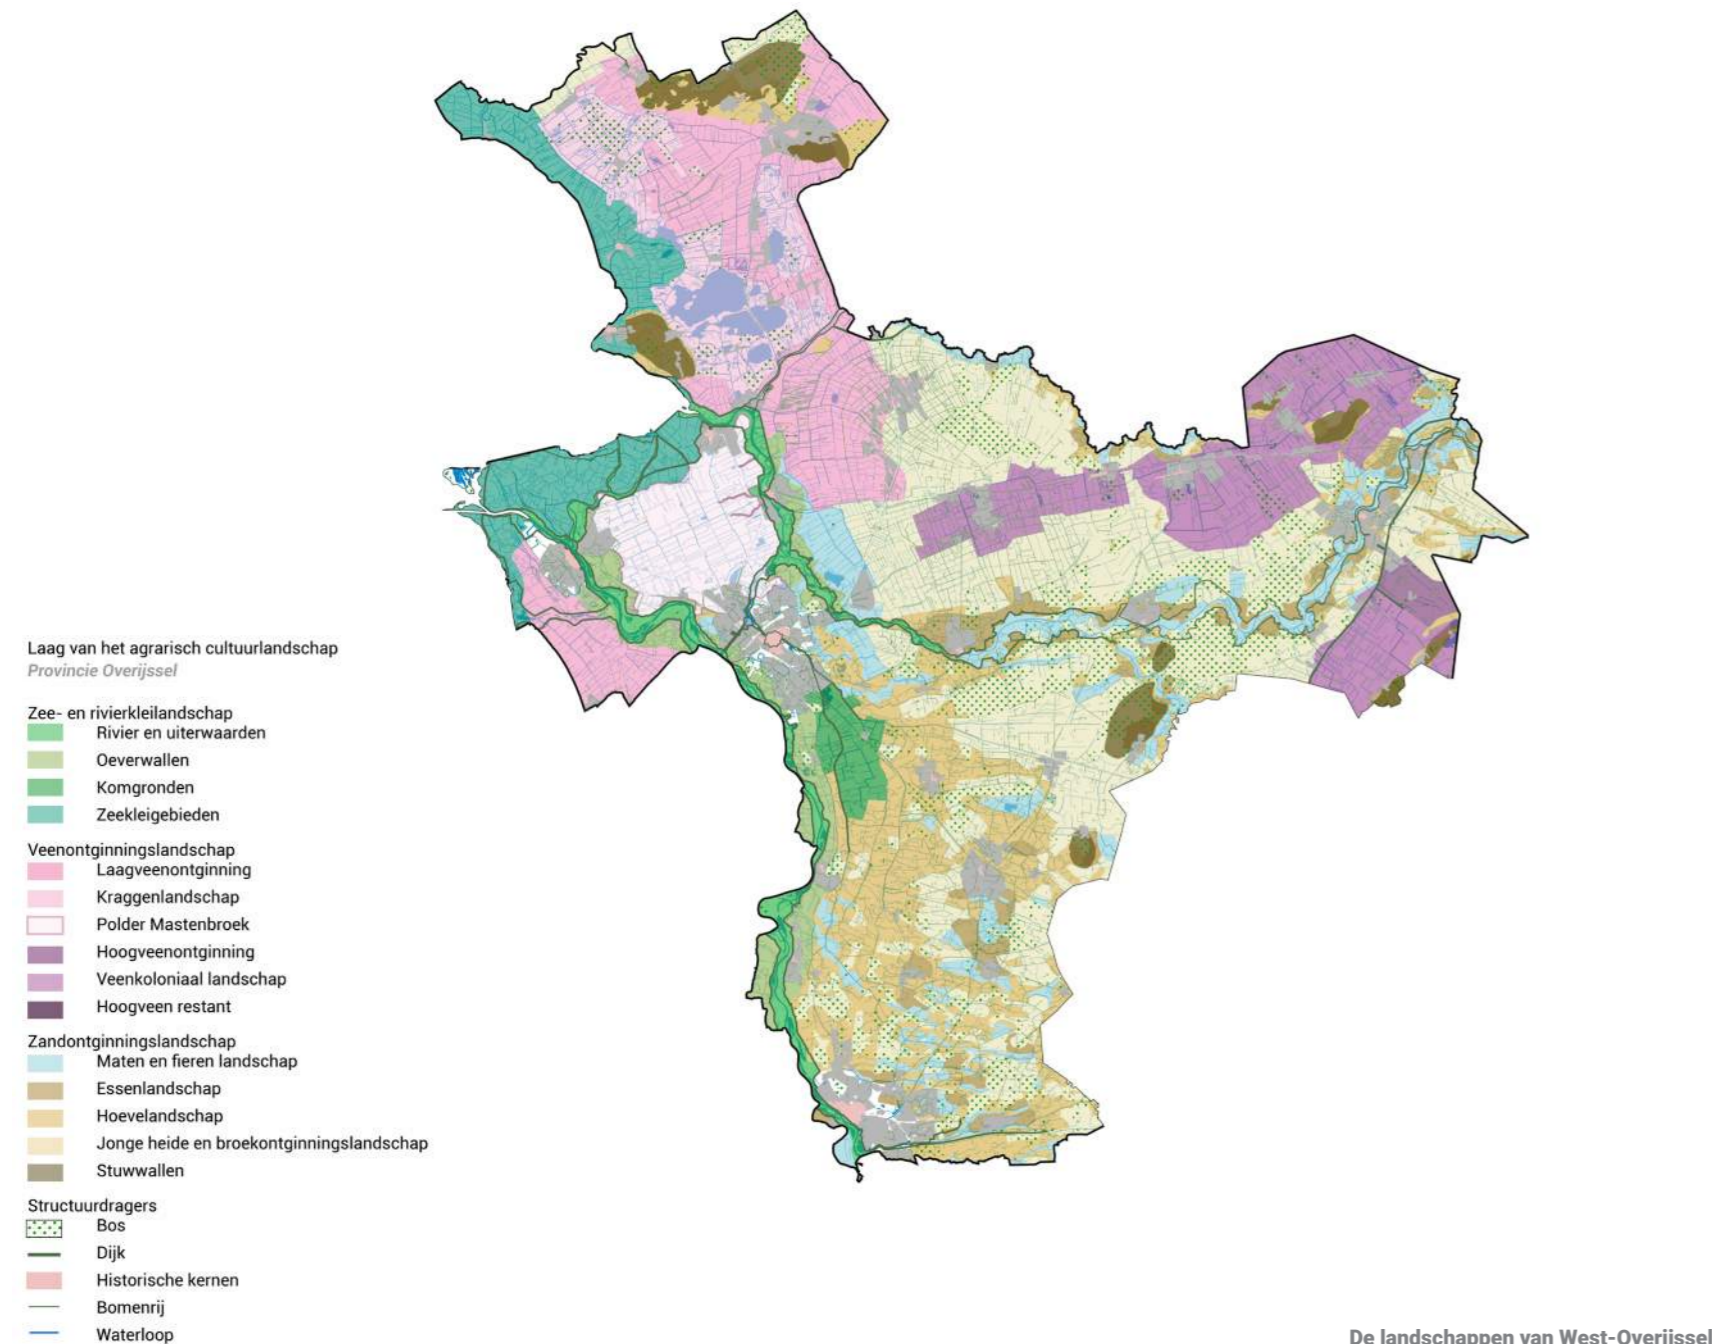 Laag van het agrarisch cultuurlandschap
Provincie Overijssel
Zee- en rivierkleilandschap
Rivier en uiterwaarden
Oeverwallen
Komgronden
Zeekleigebieden
Veenontginningslandschap
Laagveenontginning
Kraggenlandschap
Polder Mastenbroek
Hoogveenontginning
Veenkoloniaal landschap
Hoogveen restant
Zandontginningslandschap
Maten en fieren landschap
Essenlandschap
Hoevelandschap
Jonge heide en broekontginningslandschap
Stuwwallen
Structuurdragers
Bos
Dijk
Historische kernen
Bomenrij
Waterloop
De landschappen van West-Overijssel